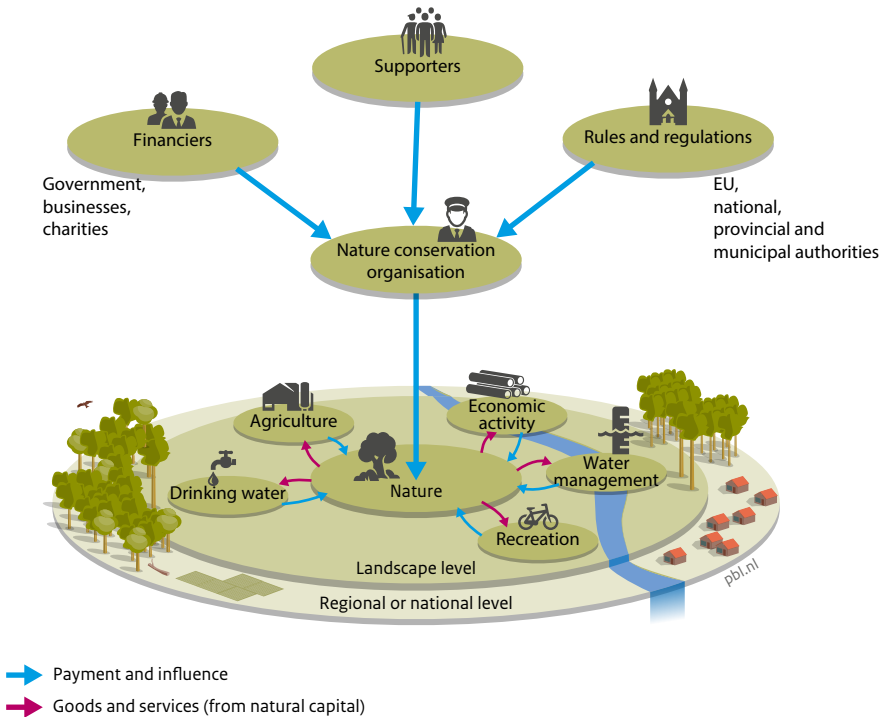 Supporters
Financiers
Rules and regulations
Government,
businesses,
charities
EU,
national,
provincial and
municipal authorities
Nature conservation
organisation
Agriculture
Economic
activity
Drinking water
Nature
Water
management
Recreation
Landscape level
Regional or national level
pbl.nl
Payment and influence
Goods and services (from natural capital)